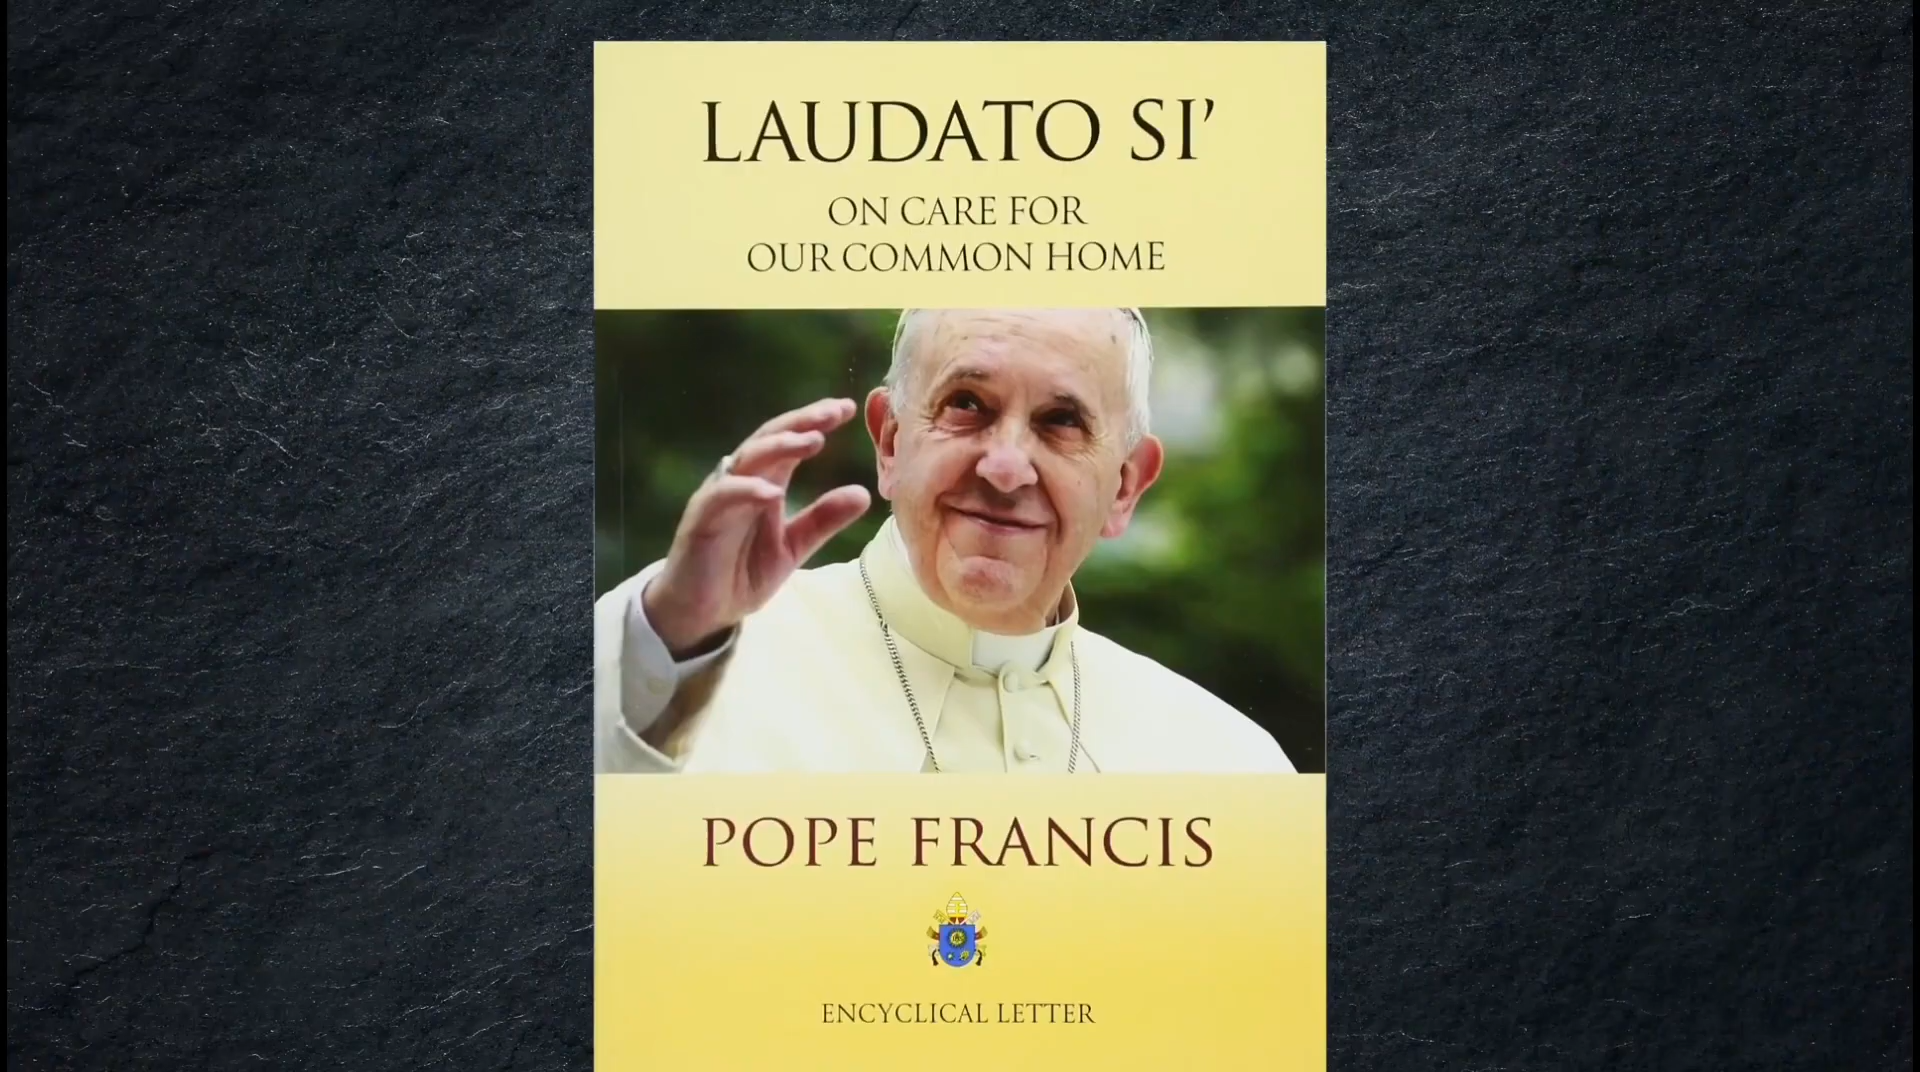 LAUDATO SI’
ON CARE FOR
OUR COMMON HOME
POPE FRANCIS
ENCYCLICAL LETTER